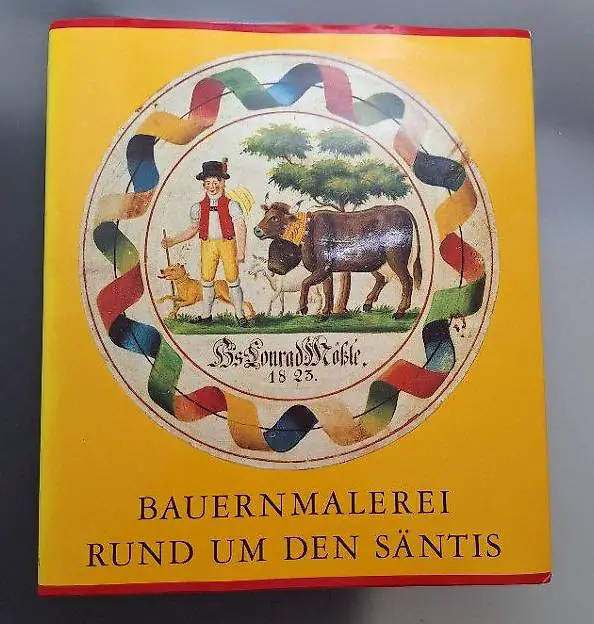 Hs Conrad Mößle.
1823.
BAUERNMALEREI
RUND UM DEN SÄNTIS